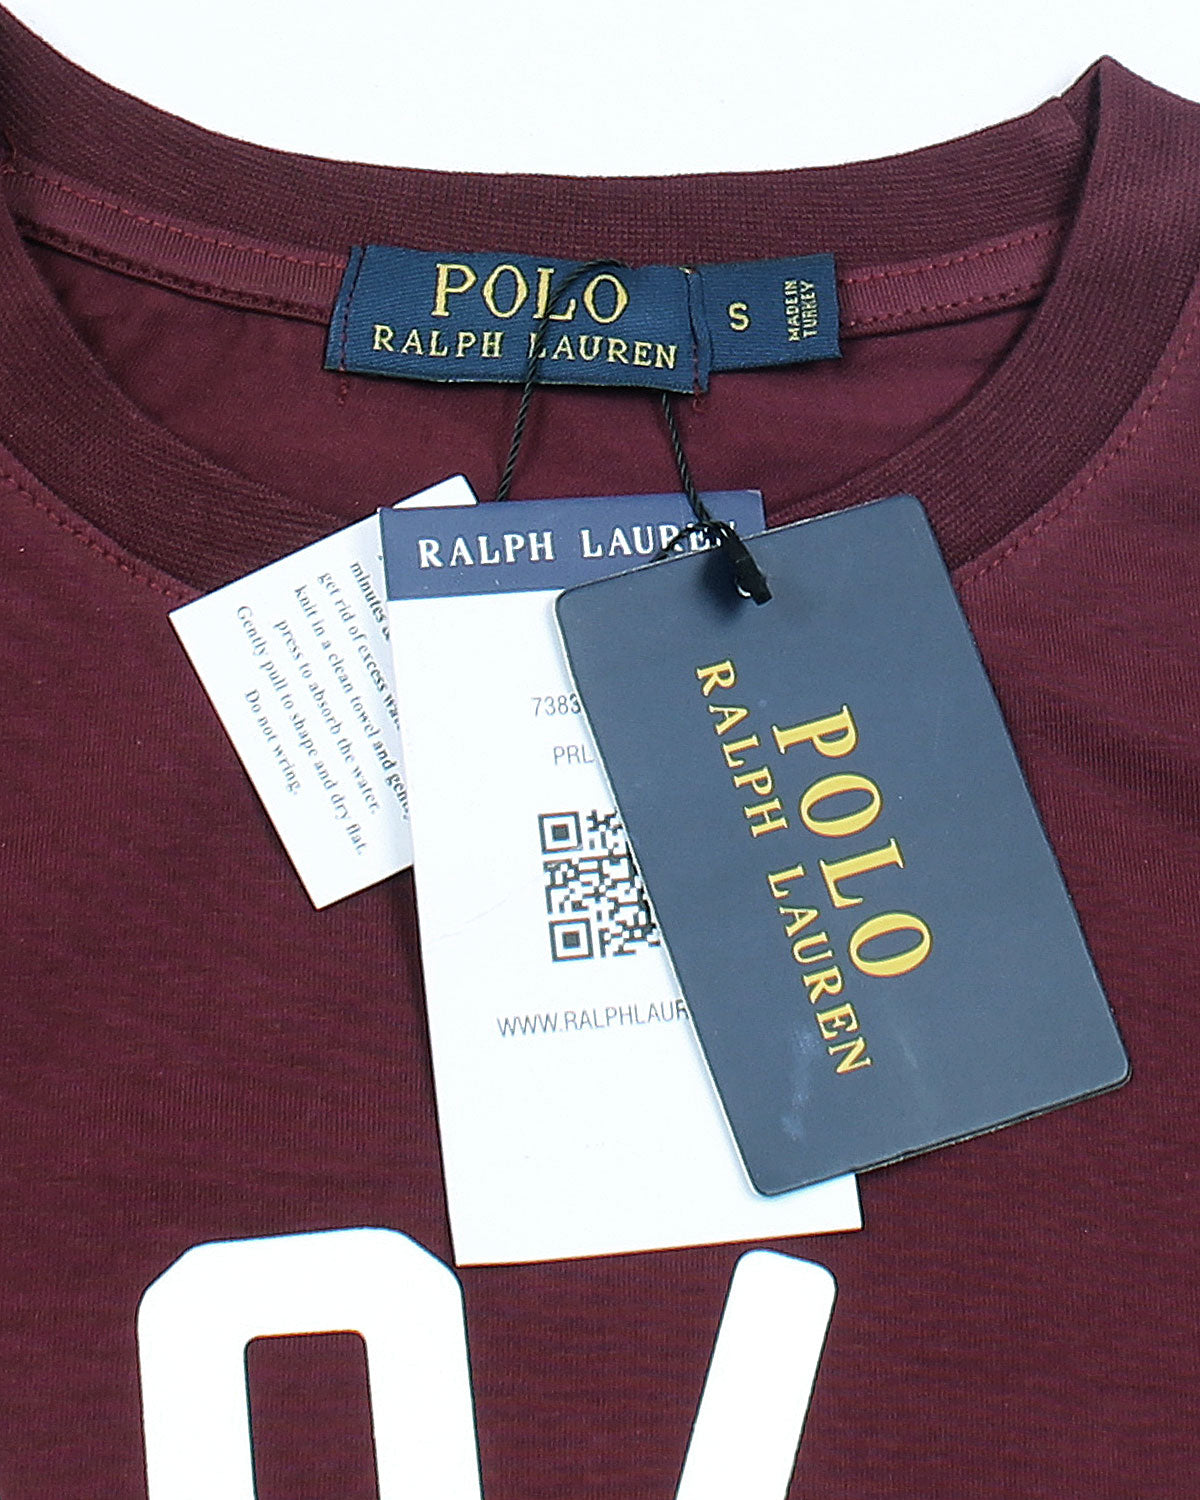 POLO
RALPH LAUREN
S
MADE IN
TURKEY
RALPH LAUREN
7383
PRL
WWW.RALPHLAUR
minutes
get rid of excess
knit in a clean towel and
press to absorb the water.
Gently pull to shape and dry flat.
Do not wring.
POLO
RALPH LAUREN